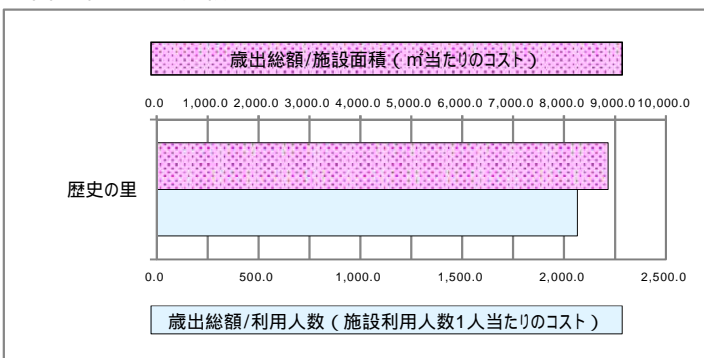 歳出総額/施設面積（㎡当たりのコスト）
0.0 1,000.0 2,000.0 3,000.0 4,000.0 5,000.0 6,000.0 7,000.0 8,000.0 9,000.0 10,000.0
歴史の里
0.0 500.0 1,000.0 1,500.0 2,000.0 2,500.0
歳出総額/利用人数（施設利用人数1人当たりのコスト）